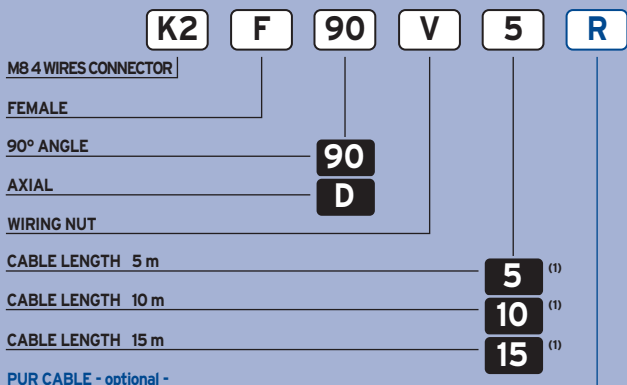 K2 F 90 V 5 R
M8 4 WIRES CONNECTOR
FEMALE
90° ANGLE 90
AXIAL D
WIRING NUT
CABLE LENGTH 5 m 5 (1)
CABLE LENGTH 10 m 10 (1)
CABLE LENGTH 15 m 15 (1)
PUR CABLE - optional -